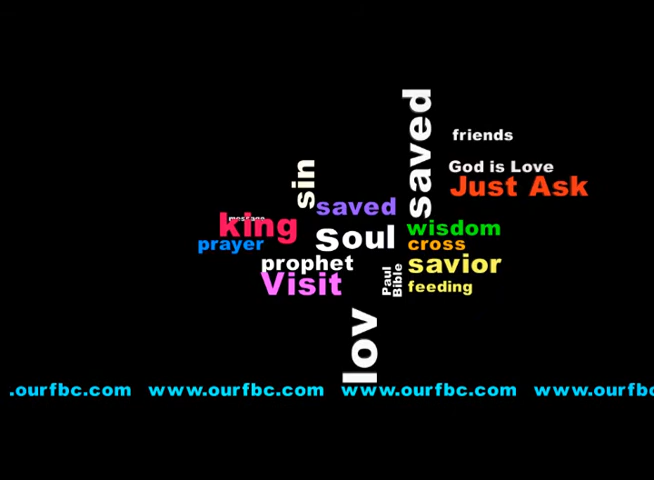 saved
friends
sin
God is Love
Just Ask
saved
message
king
wisdom
soul
prayer
cross
prophet
savior
Visit
Paul
Bible
feeding
lov
.ourfbc.com www.ourfbc.com www.ourfbc.com www.ourfbc